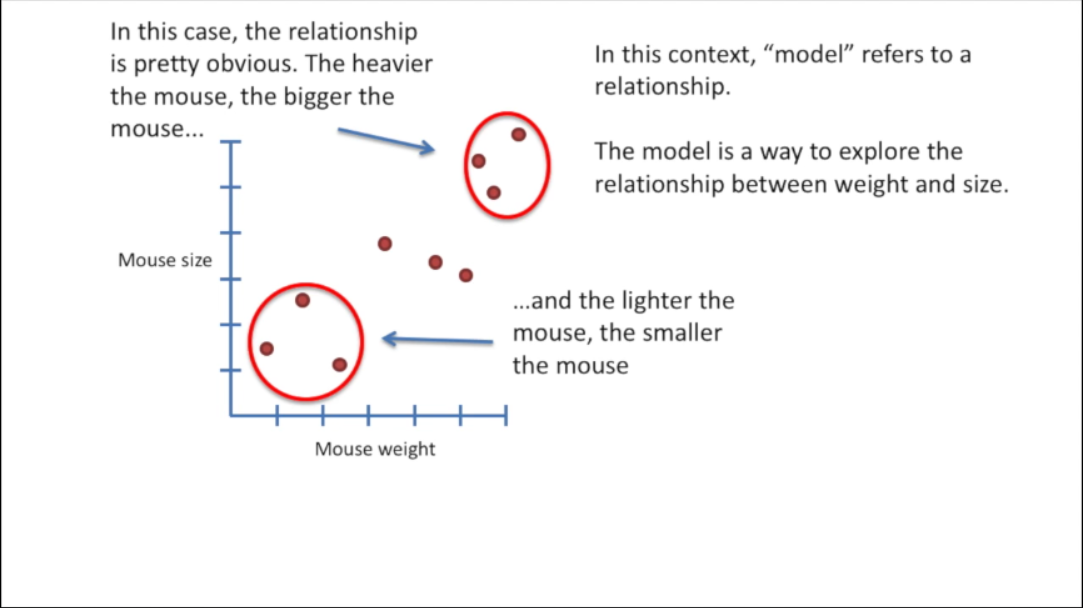 In this case, the relationship
is pretty obvious. The heavier
the mouse, the bigger the
mouse...
In this context, “model” refers to a
relationship.
The model is a way to explore the
relationship between weight and size.
Mouse size
...and the lighter the
mouse, the smaller
the mouse
Mouse weight